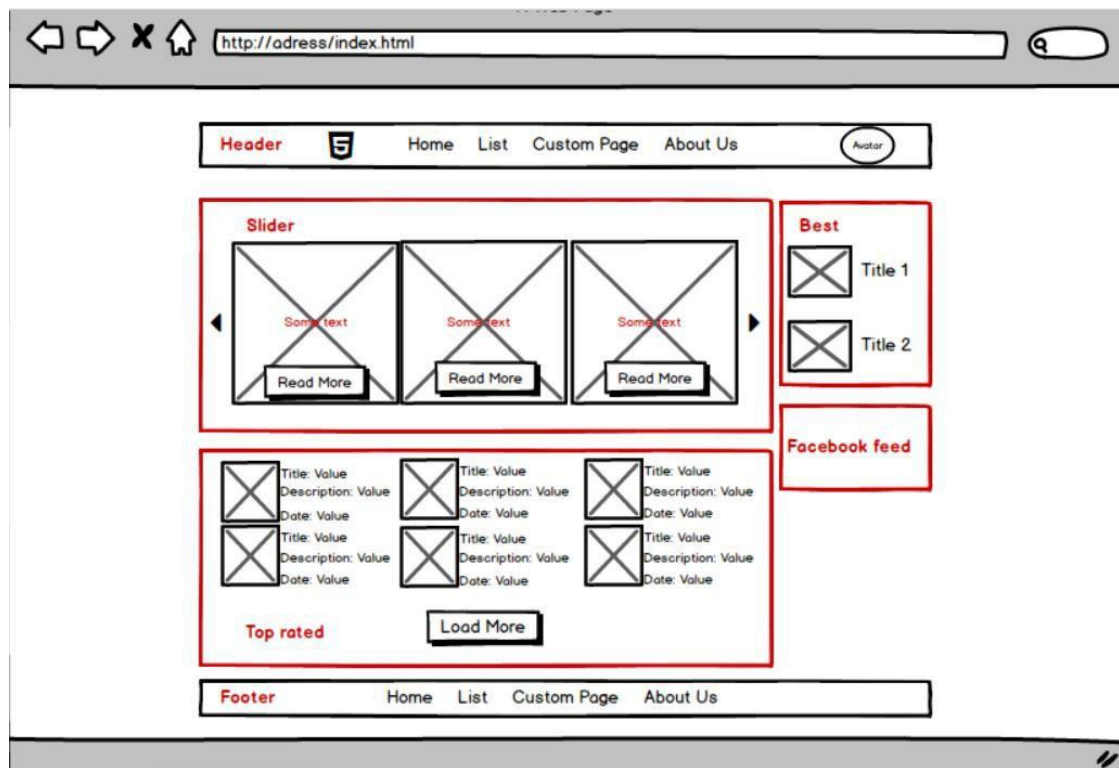 http://adress/index.html
Header 5 Home List Custom Page About Us Avatar
Slider
Some text Some text Some text
Read More Read More Read More
Best
Title 1
Title 2
Facebook feed
Title: Value Title: Value Title: Value
Description: Value Description: Value Description: Value
Date: Value Date: Value Date: Value
Title: Value Title: Value Title: Value
Description: Value Description: Value Description: Value
Date: Value Date: Value Date: Value
Top rated Load More
Footer Home List Custom Page About Us